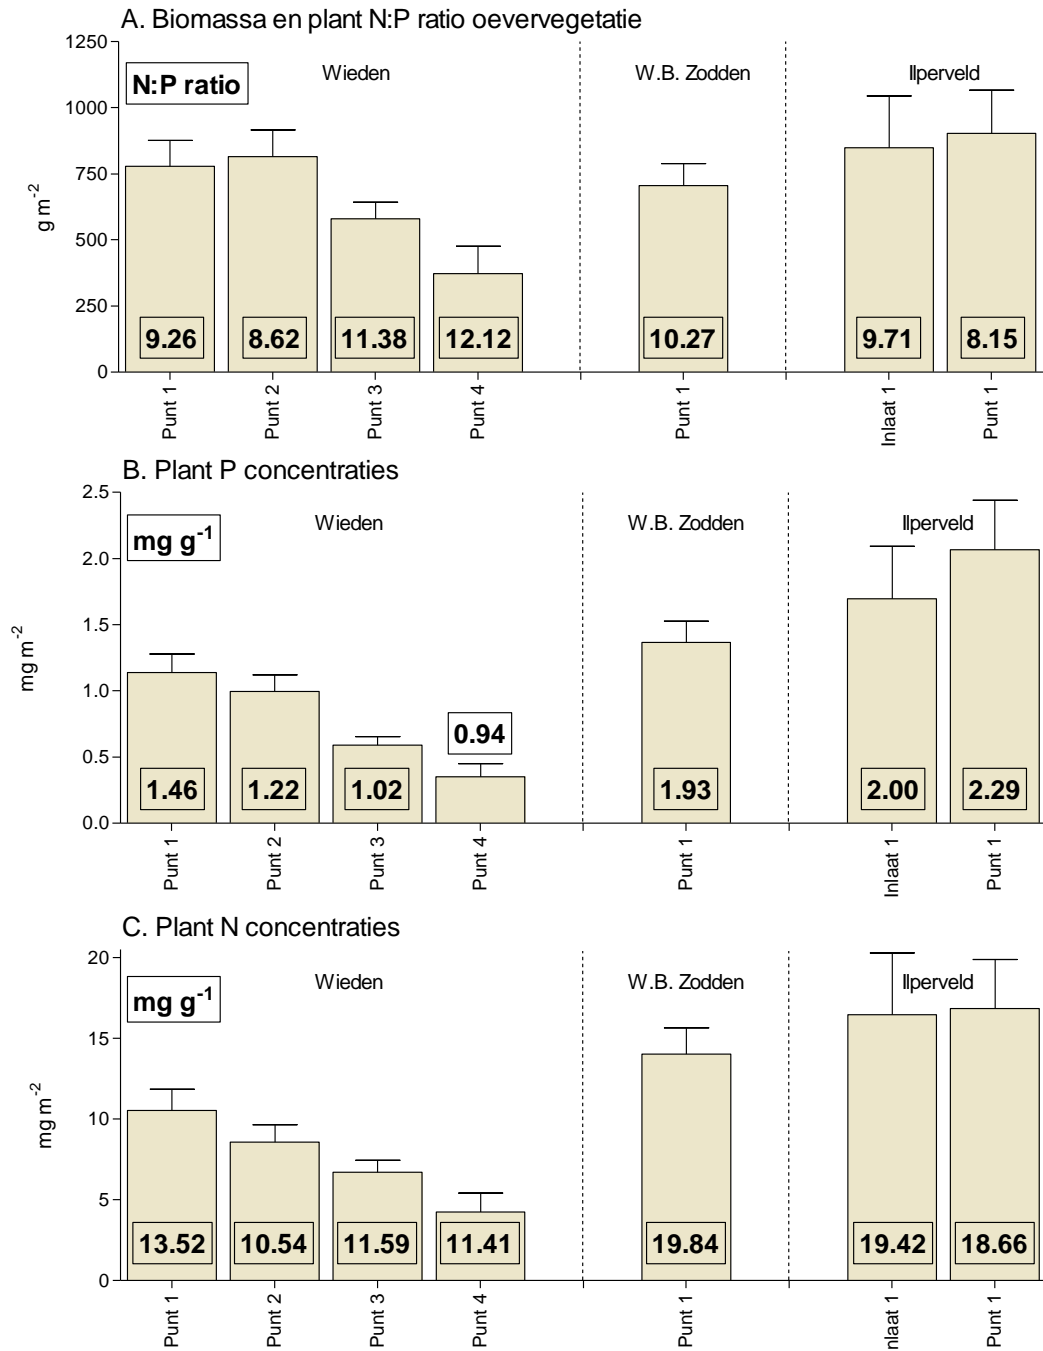 A. Biomassa en plant N:P ratio oevervegetatie
1250
1000
750
500
250
0
g m⁻²
N:P ratio
Wieden
W.B. Zodden
Ilperveld
9.26
8.62
11.38
12.12
10.27
9.71
8.15
Punt 1
Punt 2
Punt 3
Punt 4
Punt 1
Inlaat 1
Punt 1
B. Plant P concentraties
2.5
2.0
1.5
1.0
0.5
0.0
mg m⁻²
mg g⁻¹
Wieden
W.B. Zodden
Ilperveld
1.46
1.22
1.02
0.94
1.93
2.00
2.29
Punt 1
Punt 2
Punt 3
Punt 4
Punt 1
Inlaat 1
Punt 1
C. Plant N concentraties
20
15
10
5
0
mg m⁻²
mg g⁻¹
Wieden
W.B. Zodden
Ilperveld
13.52
10.54
11.59
11.41
19.84
19.42
18.66
Punt 1
Punt 2
Punt 3
Punt 4
Punt 1
nlaat 1
Punt 1